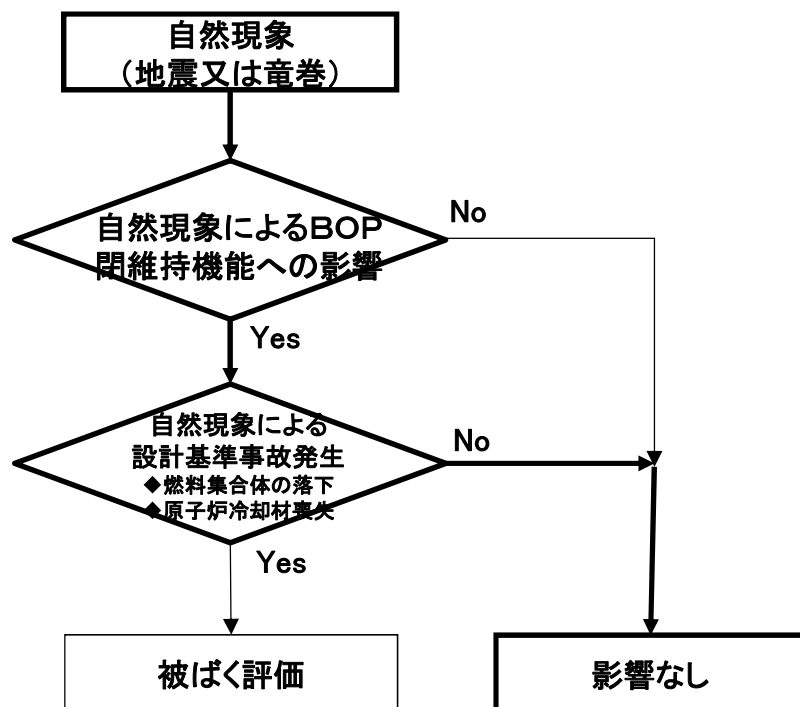 自然現象
（地震又は竜巻）
自然現象によるＢＯＰ
閉維持機能への影響
No
Yes
自然現象による
設計基準事故発生
◆燃料集合体の落下
◆原子炉冷却材喪失
No
Yes
被ばく評価
影響なし